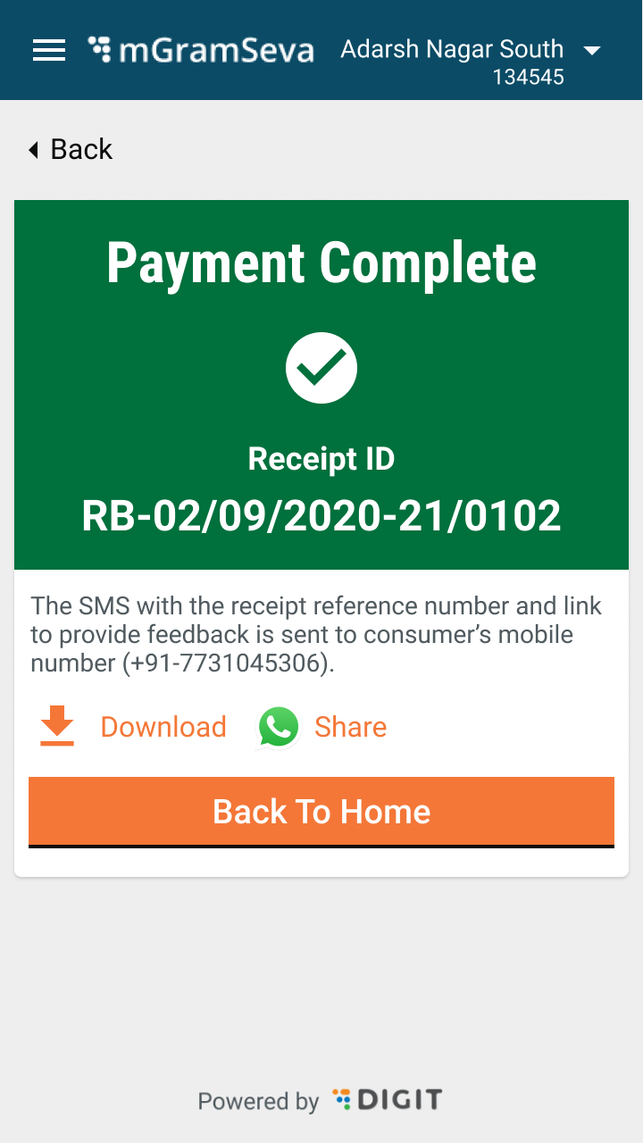 mGramSeva
Adarsh Nagar South
134545
Back
Payment Complete
Receipt ID
RB-02/09/2020-21/0102
The SMS with the receipt reference number and link
to provide feedback is sent to consumer’s mobile
number (+91-7731045306).
Download
Share
Back To Home
Powered by DIGIT